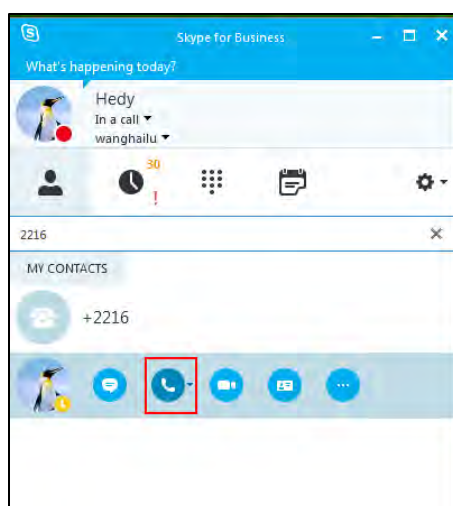 Skype for Business
What's happening today?
Hedy
In a call
wanghailu
30
!
2216
MY CONTACTS
+2216